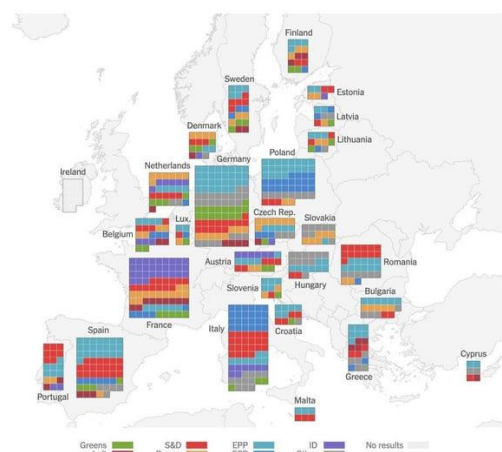 Finland
Sweden
Estonia
Latvia
Denmark
Lithuania
Netherlands
Germany
Poland
Ireland
Belgium
Lux.
Czech Rep.
Slovakia
Austria
Romania
Slovenia
Hungary
Bulgaria
France
Italy
Croatia
Spain
Portugal
Greece
Cyprus
Malta
Greens
S&D
EPP
ID
No results